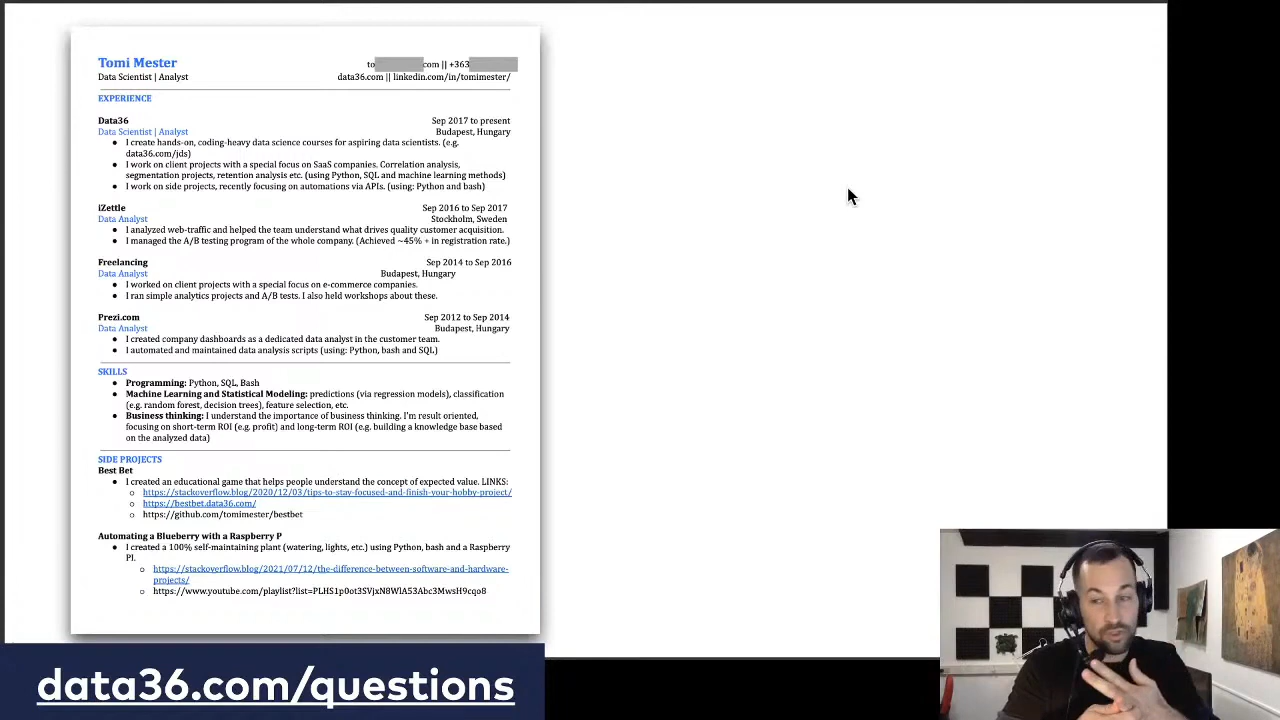 Tomi Mester
to com || +363
Data Scientist | Analyst
data36.com || linkedin.com/in/tomimester/
EXPERIENCE
Data36 Sep 2017 to present
Data Scientist | Analyst Budapest, Hungary
● I create hands-on, coding-heavy data science courses for aspiring data scientists. (e.g.
data36.com/jds)
● I work on client projects with a special focus on SaaS companies. Correlation analysis,
segmentation projects, retention analysis etc. (using Python, SQL and machine learning methods)
● I work on side projects, recently focusing on automations via APIs. (using: Python and bash)
iZettle Sep 2016 to Sep 2017
Data Analyst Stockholm, Sweden
● I analyzed web-traffic and helped the team understand what drives quality customer acquisition.
● I managed the A/B testing program of the whole company. (Achieved ~45% + in registration rate.)
Freelancing Sep 2014 to Sep 2016
Data Analyst Budapest, Hungary
● I worked on client projects with a special focus on e-commerce companies.
● I ran simple analytics projects and A/B tests. I also held workshops about these.
Prezi.com Sep 2012 to Sep 2014
Data Analyst Budapest, Hungary
● I created company dashboards as a dedicated data analyst in the customer team.
● I automated and maintained data analysis scripts (using: Python, bash and SQL)
SKILLS
● Programming: Python, SQL, Bash
● Machine Learning and Statistical Modeling: predictions (via regression models), classification
(e.g. random forest, decision trees), feature selection, etc.
● Business thinking: I understand the importance of business thinking. I'm result oriented,
focusing on short-term ROI (e.g. profit) and long-term ROI (e.g. building a knowledge base based
on the analyzed data)
SIDE PROJECTS
Best Bet
● I created an educational game that helps people understand the concept of expected value. LINKS:
○ https://stackoverflow.blog/2020/12/03/tips-to-stay-focused-and-finish-your-hobby-project/
○ https://bestbet.data36.com/
○ https://github.com/tomimester/bestbet
Automating a Blueberry with a Raspberry P
● I created a 100% self-maintaining plant (watering, lights, etc.) using Python, bash and a Raspberry
PI.
○ https://stackoverflow.blog/2021/07/12/the-difference-between-software-and-hardware-
projects/
○ https://www.youtube.com/playlist?list=PLHS1p0ot3SVjxN8WlA53Abc3MwsH9cqo8
data36.com/questions